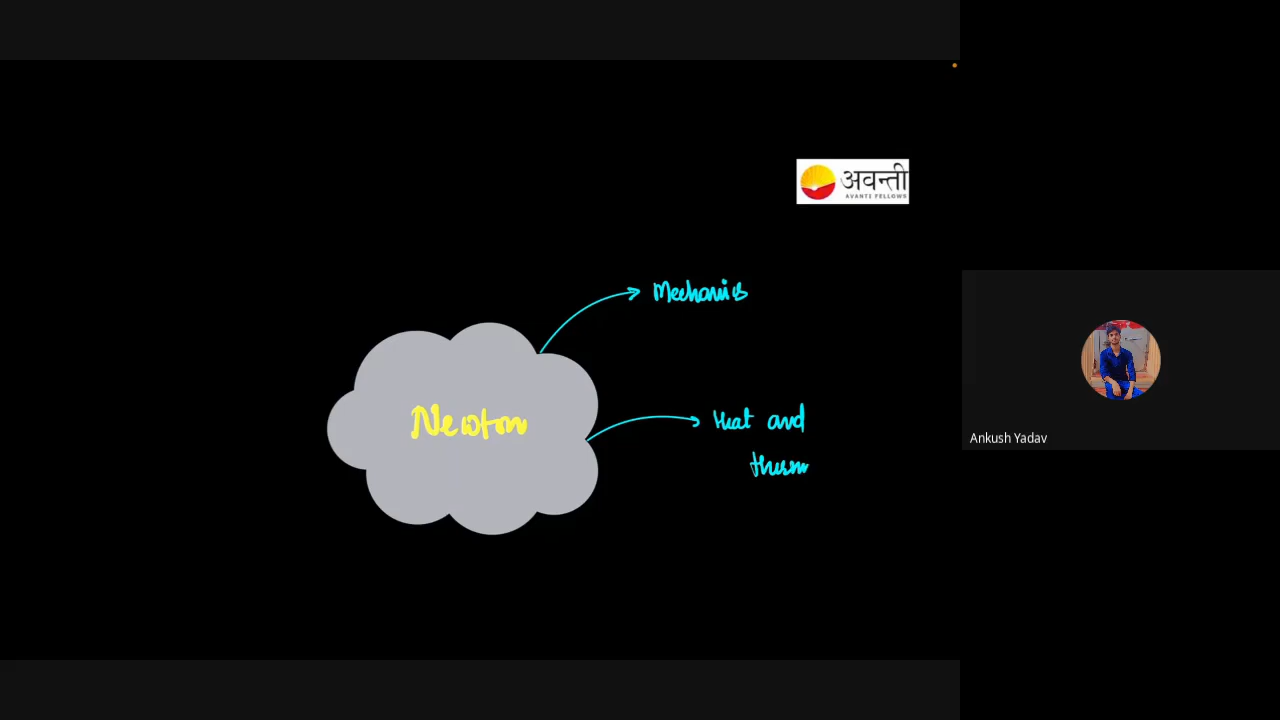 अवन्ती
AVANTI FELLOWS
Mechanics
Newton
Heat and
therm
Ankush Yadav